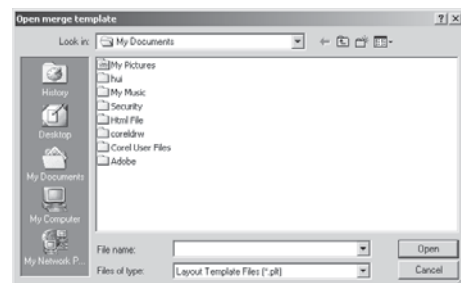 Open merge template
Look in: My Documents
History
Desktop
My Documents
My Computer
My Network P...
My Pictures
hui
My Music
Security
Html File
coreldrw
Corel User Files
Adobe
File name:
Open
Files of type: Layout Template Files (*.plt)
Cancel